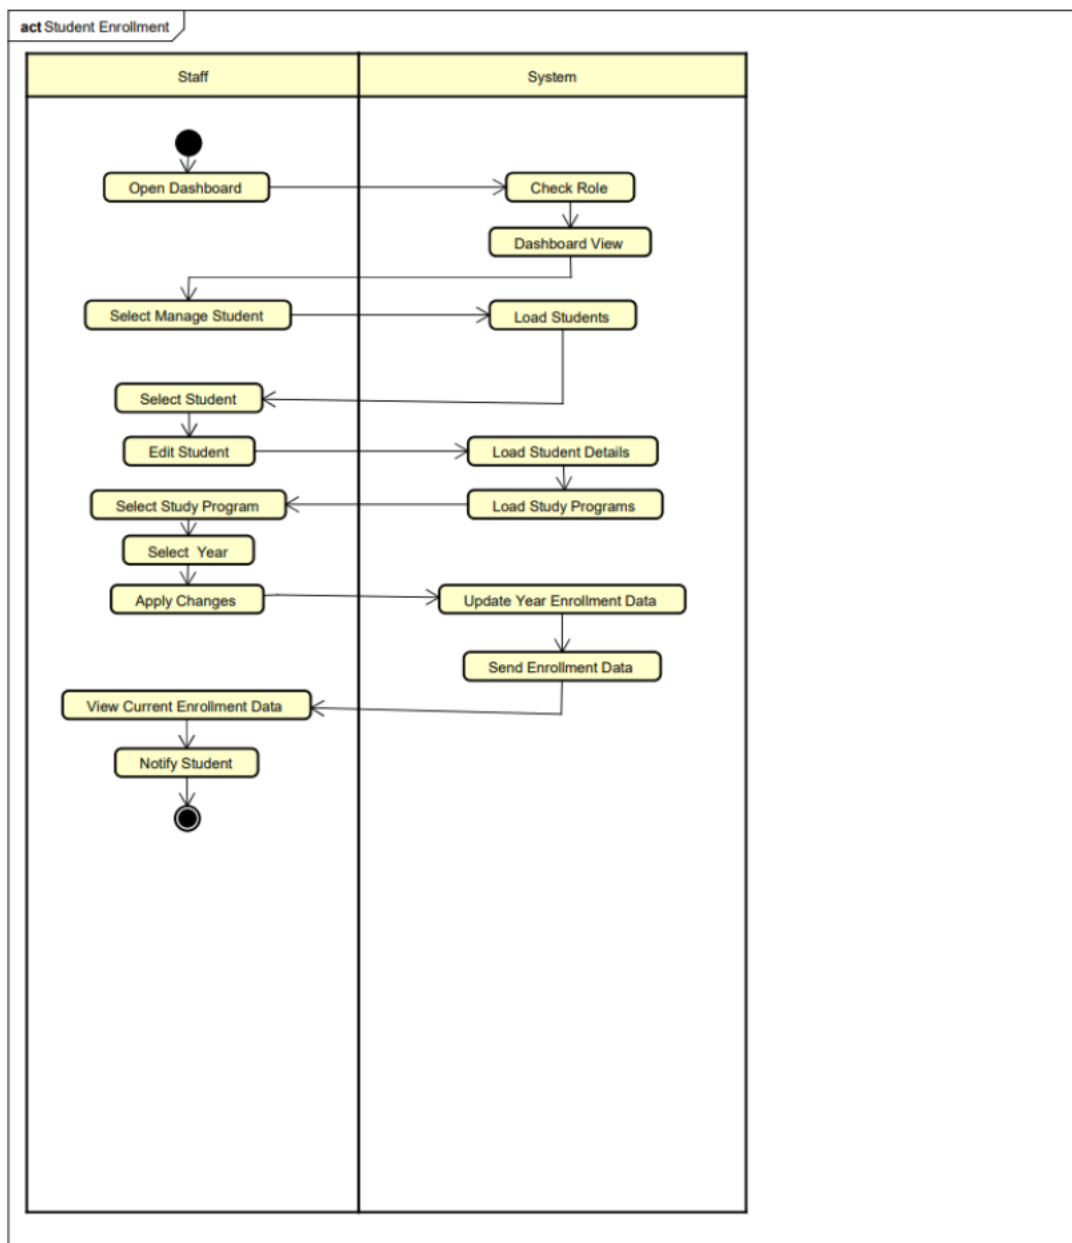 act Student Enrollment
Staff
System
Open Dashboard
Check Role
Dashboard View
Select Manage Student
Load Students
Select Student
Edit Student
Load Student Details
Select Study Program
Load Study Programs
Select  Year
Apply Changes
Update Year Enrollment Data
Send Enrollment Data
View Current Enrollment Data
Notify Student